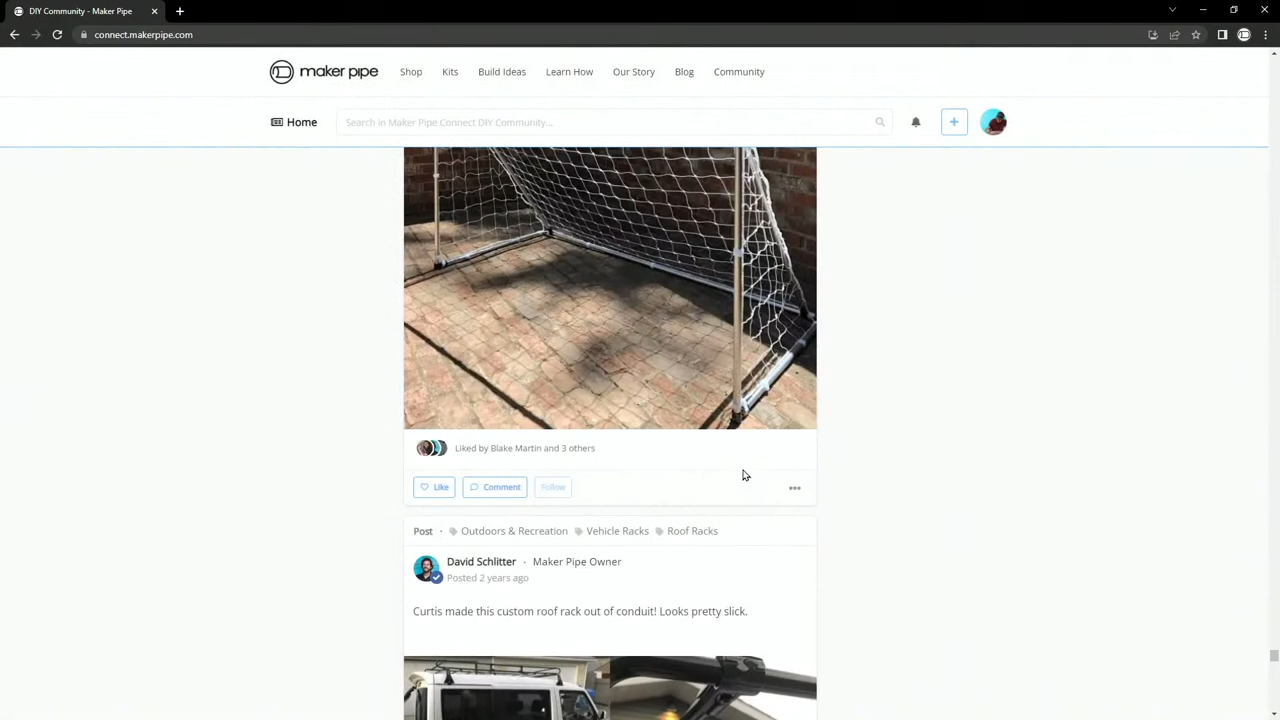 DIY Community - Maker Pipe
connect.makerpipe.com
maker pipe Shop Kits Build Ideas Learn How Our Story Blog Community
Home Search in Maker Pipe Connect DIY Community...
Liked by Blake Martin and 3 others
Like Comment Follow
Post · Outdoors & Recreation Vehicle Racks Roof Racks
David Schlitter · Maker Pipe Owner
Posted 2 years ago
Curtis made this custom roof rack out of conduit! Looks pretty slick.